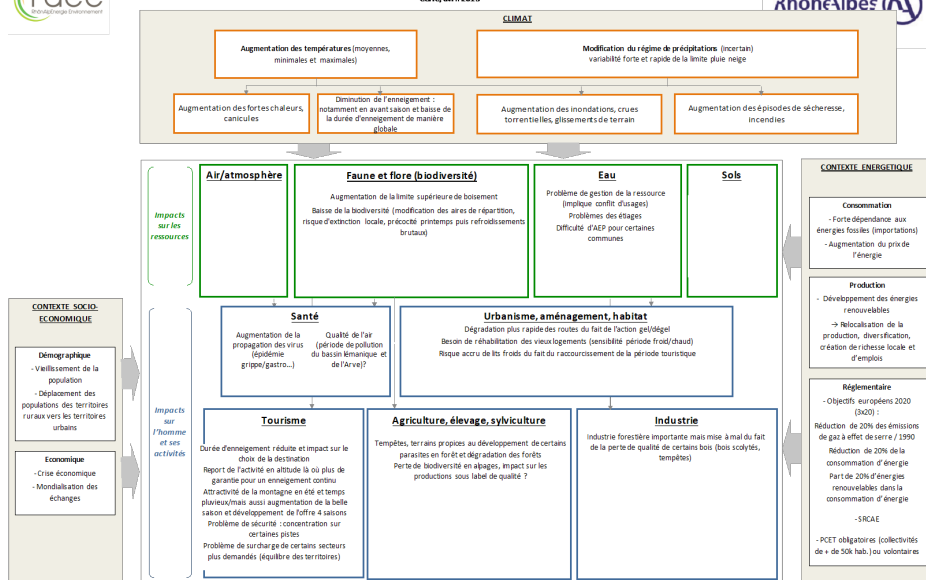 RhônAlpEnergie Environnement
RhôneAlpes
CLIMAT
Augmentation des températures (moyennes,
minimales et maximales)
Modification du régime de précipitations (incertain)
variabilité forte et rapide de la limite pluie neige
Augmentation des fortes chaleurs,
canicules
Diminution de l'enneigement :
notamment en avant saison et baisse de
la durée d'enneigement de manière
globale
Augmentation des inondations, crues
torrentielles, glissements de terrain
Augmentation des épisodes de sécheresse,
incendies
Impacts
sur les
ressources
Air/atmosphère
Faune et flore (biodiversité)
Augmentation de la limite supérieure de boisement
Baisse de la biodiversité (modification des aires de répartition,
risque d'extinction locale, précocité printemps puis refroidissements
brutaux)
Eau
Problème de gestion de la ressource
(implique conflit d'usages)
Problèmes des étiages
Difficulté d'AEP pour certaines
communes
Sols
CONTEXTE ENERGETIQUE
Consommation
- Forte dépendance aux
énergies fossiles (importations)
- Augmentation du prix de
l'énergie
Production
- Développement des énergies
renouvelables
→ Relocalisation de la
production, diversification,
création de richesse locale et
d'emplois
Réglementaire
- Objectifs européens 2020
(3x20) :
Réduction de 20% des émissions
de gaz à effet de serre / 1990
Réduction de 20% de la
consommation d'énergie
Part de 20% d'énergies
renouvelables dans la
consommation d'énergie
- SRCAE
- PCET obligatoires (collectivités
de + de 50k hab.) ou volontaires
CONTEXTE SOCIO-
ECONOMIQUE
Démographique
- Vieillissement de la
population
- Déplacement des
populations des territoires
ruraux vers les territoires
urbains
Economique
- Crise économique
- Mondialisation des
échanges
Impacts
sur
l'homme
et ses
activités
Santé
Augmentation de la
propagation des virus
(épidémie
grippe/gastro...)
Qualité de l'air
(période de pollution
du bassin lémanique et
de l'Arve)?
Urbanisme, aménagement, habitat
Dégradation plus rapide des routes du fait de l'action gel/dégel
Besoin de réhabilitation des vieux logements (sensibilité période froid/chaud)
Risque accru de lits froids du fait du raccourcissement de la période touristique
Tourisme
Durée d'enneigement réduite et impact sur le
choix de la destination
Report de l'activité en altitude là où plus de
garantie pour un enneigement continu
Attractivité de la montagne en été et temps
pluvieux/mais aussi augmentation de la belle
saison et développement de l'offre 4 saisons
Problème de sécurité : concentration sur
certaines pistes
Problème de surcharge de certains secteurs
plus demandés (équilibre des territoires)
Agriculture, élevage, sylviculture
Tempêtes, terrains propices au développement de certains
parasites en forêt et dégradation des forêts
Perte de biodiversité en alpages, impact sur les
productions sous label de qualité ?
Industrie
Industrie forestière importante mais mise à mal du fait
de la perte de qualité de certains bois (bois scolytés,
tempêtes)